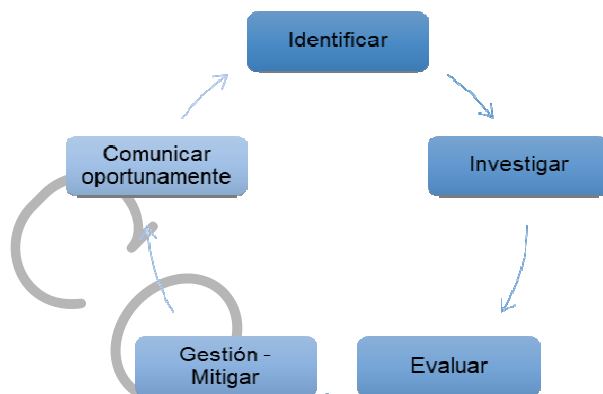 Identificar
Investigar
Evaluar
Gestión -
Mitigar
Comunicar
oportunamente